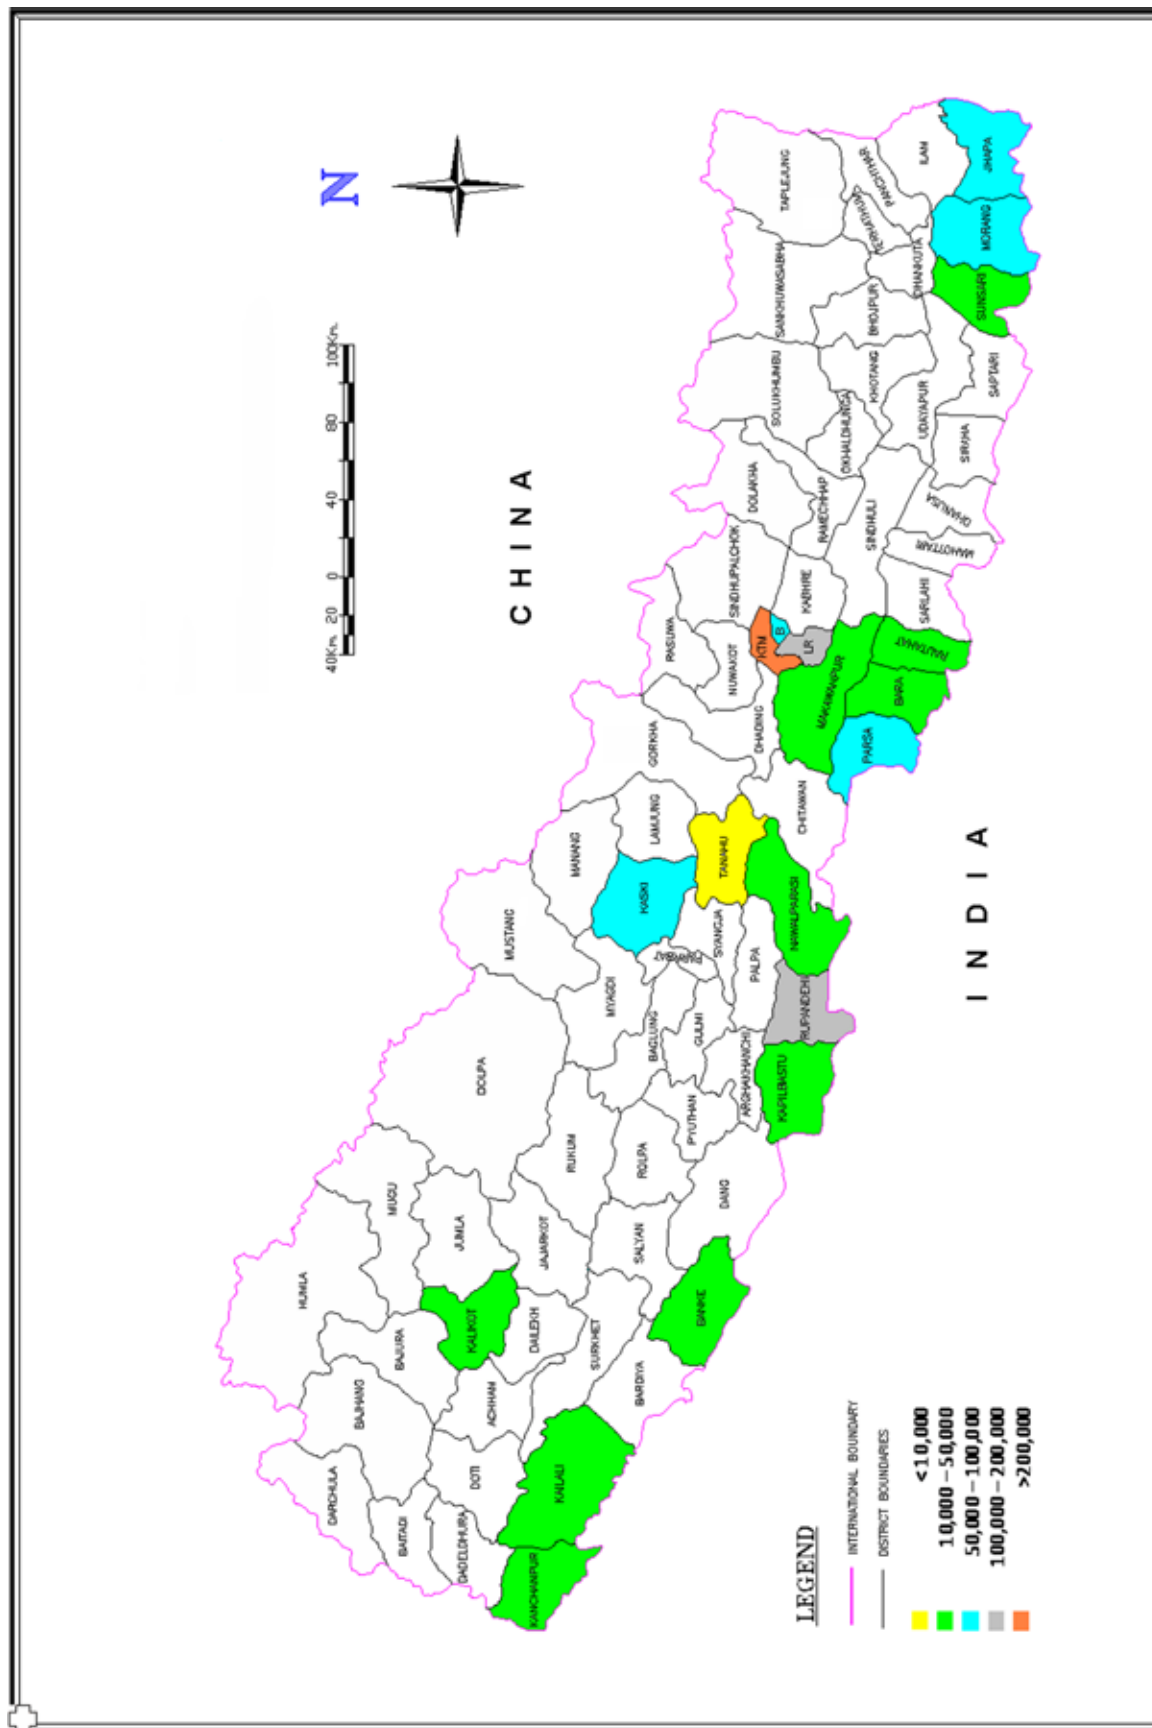 N
40Km. 20 0 40 80 100Km.
C H I N A
I N D I A
DARCHULA
BAITADI
DADELDHURA
KANCHANPUR
BAJHANG
DOTI
KAILALI
HUMLA
BAJURA
ACHHAM
MUGU
KALIKOT
DAILEKH
SURKHET
BARDIYA
JUMLA
JAJARKOT
SALYAN
BANKE
DOLPA
RUKUM
ROLPA
PYUTHAN
DANG
MUSTANG
MYAGDI
BAGLUNG
GULMI
ARGHAKHANCHI
KAPILBASTU
MANANG
KASKI
SYANGJA
PALPA
RUPANDEHI
LAMJUNG
TANAHU
NAWALPARASI
GORKHA
DHADING
CHITAWAN
RASUWA
NUWAKOT
KTM
B
LR
MAKAWANPUR
PARSA
BARA
RAUTAHAT
SINDHUPALCHOK
KABHRE
SARLAHI
DOLAKHA
RAMECHHAP
SINDHULI
MAHOTTARI
DHANUSA
SOLUKHUMBU
OKHALDHUNGA
KHOTANG
UDAYAPUR
SIRAHA
SAPTARI
SANKHUWASABHA
BHOJPUR
DHANKUTA
SUNSARI
MORANG
TAPLEJUNG
PANCHTHAR
ILAM
JHAPA
LEGEND
INTERNATIONAL BOUNDARY
DISTRICT BOUNDARIES
<10,000
10,000 – 50,000
50,000 – 100,000
100,000 – 200,000
>200,000